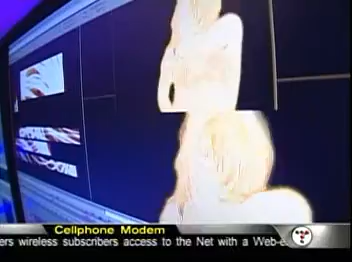 Cellphone Modem
ers wireless subscribers access to the Net with a Web-e